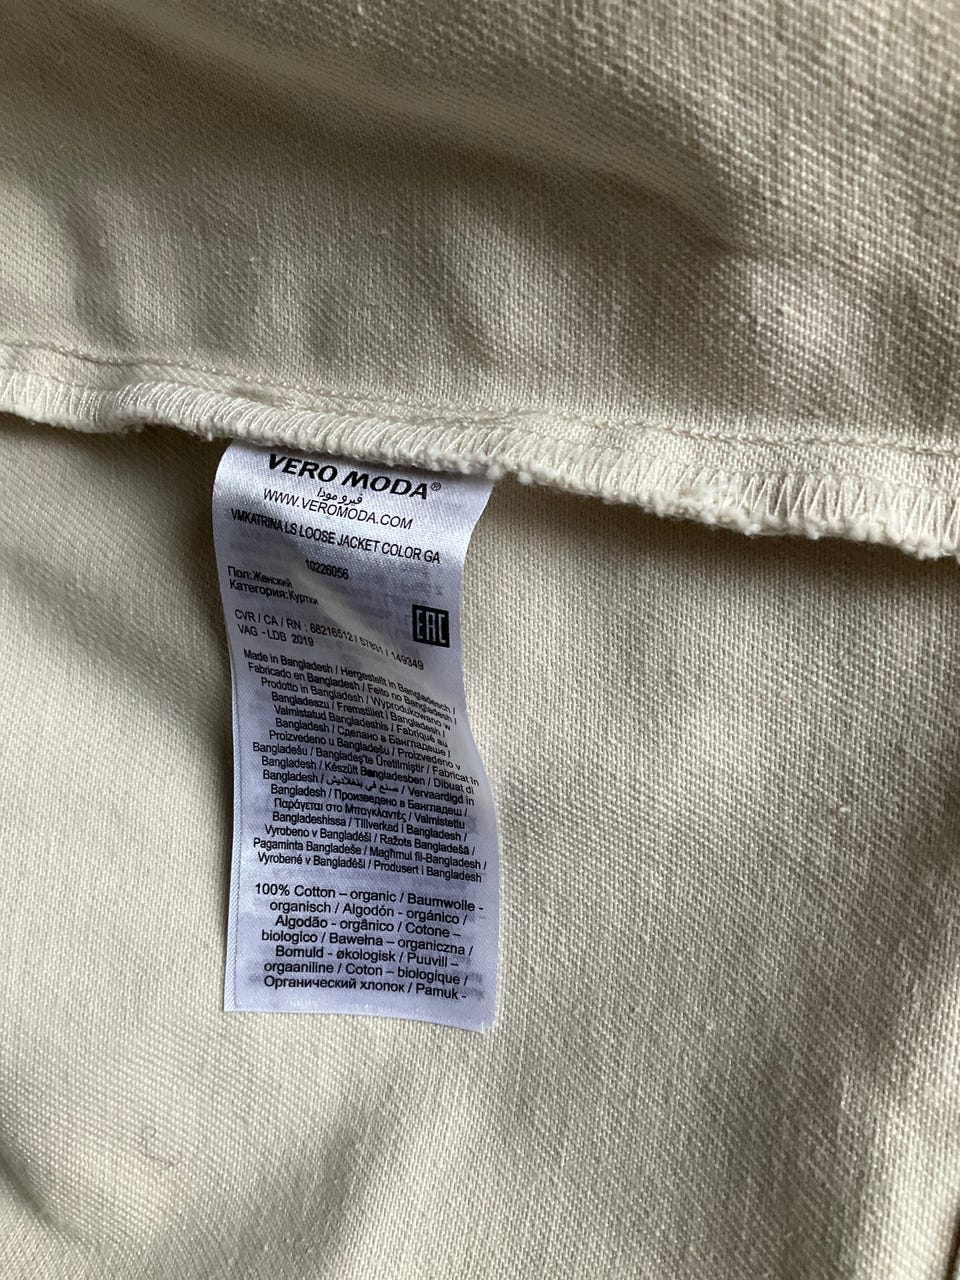 VERO MODA®
فيرو مودا
WWW.VEROMODA.COM
VMKATRINA LS LOOSE JACKET COLOR GA
10226056
Пол:Женский
Категория:Куртки
EAC
CVR / CA / RN : 88216512 / 57831 / 149349
VAG - LDB 2019
Made in Bangladesh / Hergestellt in Bangladesch /
Fabricado en Bangladesh / Feito no Bangladesh /
Prodotto in Bangladesh / Wyprodukowano w
Bangladeszu / Fremstillet i Bangladesh /
Valmistatud Bangladeshis / Fabriqué au
Bangladesh / Сделано в Бангладеше /
Proizvedeno u Bangladešu / Proizvedeno v
Bangladešu / Bangladeş'te Üretilmiştir / Fabricat în
Bangladesh / Készült Bangladesben / Dibuat di
Bangladesh / صنع في بنغلاديش / Vervaardigd in
Bangladesh / Произведено в Бангладеш /
Παράγεται στο Μπαγκλαντές / Valmistettu
Bangladeshissa / Tillverkad i Bangladesh /
Vyrobeno v Bangladéši / Ražots Bangladešā /
Pagaminta Bangladeše / Magħmul fil-Bangladesh /
Vyrobené v Bangladéši / Produsert i Bangladesh
100% Cotton – organic / Baumwolle -
organisch / Algodón - orgánico /
Algodão - orgânico / Cotone –
biologico / Bawełna – organiczna /
Bomuld - økologisk / Puuvill –
orgaaniline / Coton – biologique /
Органический хлопок / Pamuk -